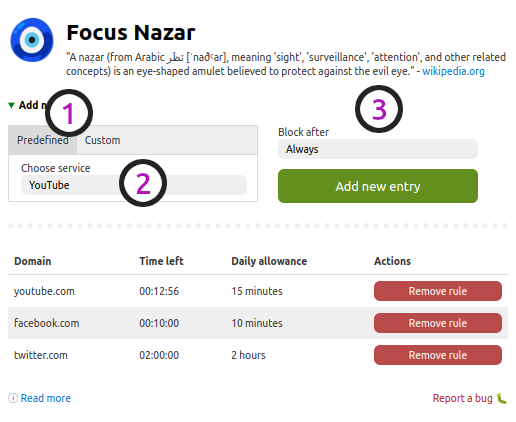 Focus Nazar
"A naẓar (from Arabic نَظَر [ˈnaðˤar], meaning 'sight', 'surveillance', 'attention', and other related
concepts) is an eye-shaped amulet believed to protect against the evil eye." - wikipedia.org
▼ Add
1
3
Predefined Custom
Block after
Always
Choose service
YouTube
2
Add new entry
Domain Time left Daily allowance Actions
youtube.com 00:12:56 15 minutes Remove rule
facebook.com 00:10:00 10 minutes Remove rule
twitter.com 02:00:00 2 hours Remove rule
ⓘ Read more
Report a bug 🐛